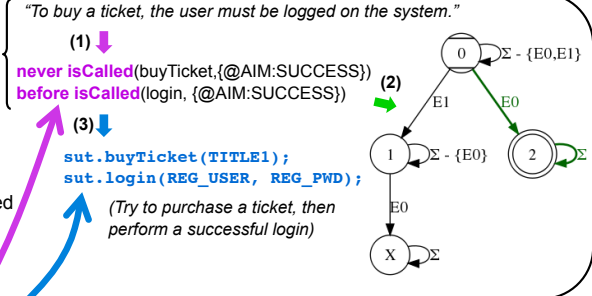 “To buy a ticket, the user must be logged on the system.”
(1)
never isCalled(buyTicket,{@AIM:SUCCESS})
before isCalled(login, {@AIM:SUCCESS})
(2)
(3)
sut.buyTicket(TITLE1);
sut.login(REG_USER, REG_PWD);
ed
(Try to purchase a ticket, then
perform a successful login)
0
Σ - {E0,E1}
E1
E0
1
Σ - {E0}
2
Σ
E0
X
Σ